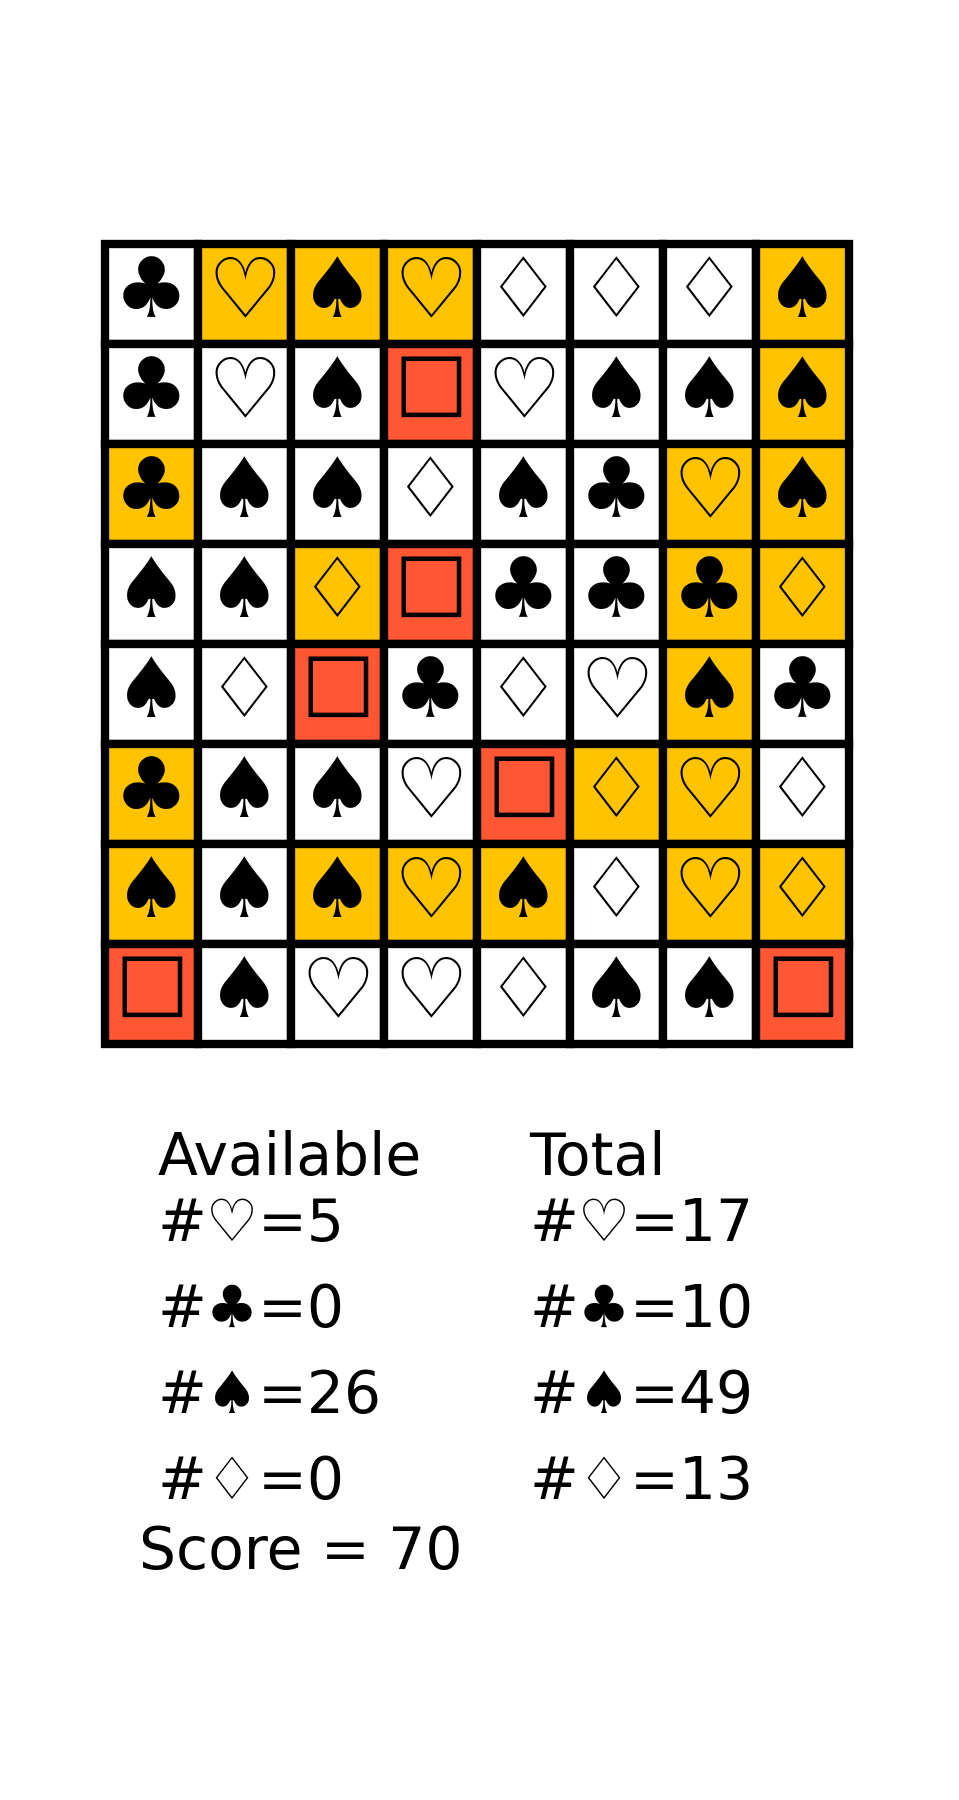 ♣ ♡ ♠ ♡ ♢ ♢ ♢ ♠
♣ ♡ ♠ □ ♡ ♠ ♠ ♠
♣ ♠ ♠ ♢ ♠ ♣ ♡ ♠
♠ ♠ ♢ □ ♣ ♣ ♣ ♢
♠ ♢ □ ♣ ♢ ♡ ♠ ♣
♣ ♠ ♠ ♡ □ ♢ ♡ ♢
♠ ♠ ♠ ♡ ♠ ♢ ♡ ♢
□ ♠ ♡ ♡ ♢ ♠ ♠ □
Available Total
#♡=5 #♡=17
#♣=0 #♣=10
#♠=26 #♠=49
#♢=0 #♢=13
Score = 70